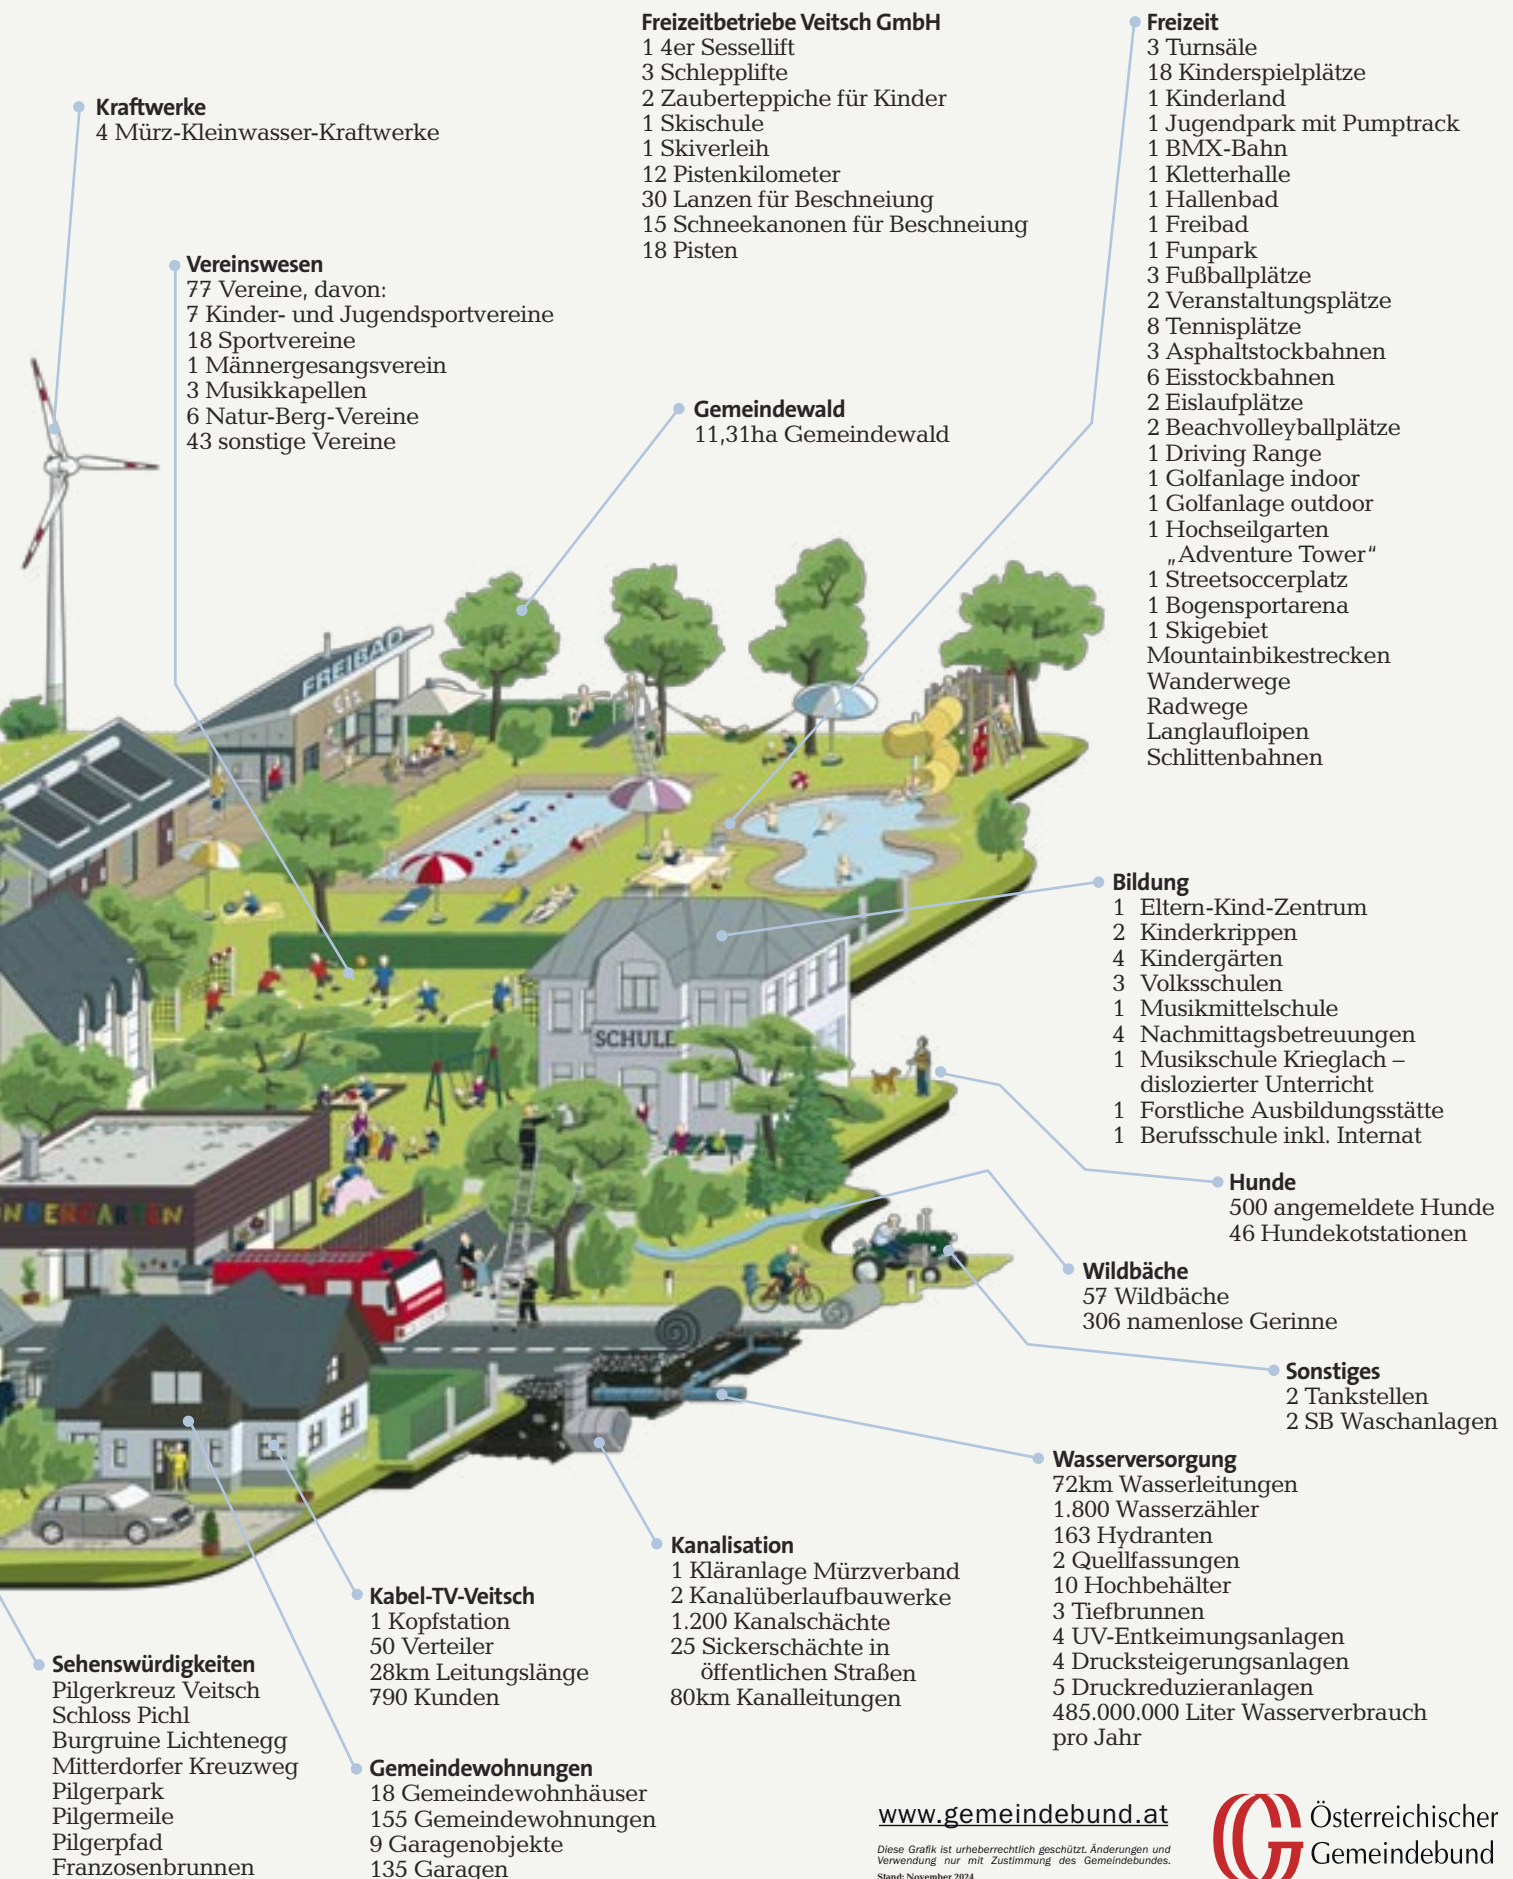 Freizeitbetriebe Veitsch GmbH
1 4er Sessellift
3 Schlepplifte
2 Zauberteppiche für Kinder
1 Skischule
1 Skiverleih
12 Pistenkilometer
30 Lanzen für Beschneiung
15 Schneekanonen für Beschneiung
18 Pisten
Freizeit
3 Turnsäle
18 Kinderspielplätze
1 Kinderland
1 Jugendpark mit Pumptrack
1 BMX-Bahn
1 Kletterhalle
1 Hallenbad
1 Freibad
1 Funpark
3 Fußballplätze
2 Veranstaltungsplätze
8 Tennisplätze
3 Asphaltstockbahnen
6 Eisstockbahnen
2 Eislaufplätze
2 Beachvolleyballplätze
1 Driving Range
1 Golfanlage indoor
1 Golfanlage outdoor
1 Hochseilgarten
„Adventure Tower“
1 Streetsoccerplatz
1 Bogensportarena
1 Skigebiet
Mountainbikestrecken
Wanderwege
Radwege
Langlaufloipen
Schlittenbahnen
Kraftwerke
4 Mürz-Kleinwasser-Kraftwerke
Vereinswesen
77 Vereine, davon:
7 Kinder- und Jugendsportvereine
18 Sportvereine
1 Männergesangsverein
3 Musikkapellen
6 Natur-Berg-Vereine
43 sonstige Vereine
Gemeindewald
11,31ha Gemeindewald
FREIBAD
Eis
SCHULE
NDERGARTEN
Bildung
1 Eltern-Kind-Zentrum
2 Kinderkrippen
4 Kindergärten
3 Volksschulen
1 Musikmittelschule
4 Nachmittagsbetreuungen
1 Musikschule Krieglach –
dislozierter Unterricht
1 Forstliche Ausbildungsstätte
1 Berufsschule inkl. Internat
Hunde
500 angemeldete Hunde
46 Hundekotstationen
Wildbäche
57 Wildbäche
306 namenlose Gerinne
Sonstiges
2 Tankstellen
2 SB Waschanlagen
Wasserversorgung
72km Wasserleitungen
1.800 Wasserzähler
163 Hydranten
2 Quellfassungen
10 Hochbehälter
3 Tiefbrunnen
4 UV-Entkeimungsanlagen
4 Drucksteigerungsanlagen
5 Druckreduzieranlagen
485.000.000 Liter Wasserverbrauch
pro Jahr
Kanalisation
1 Kläranlage Mürzverband
2 Kanalüberlaufbauwerke
1.200 Kanalschächte
25 Sickerschächte in
öffentlichen Straßen
80km Kanalleitungen
Kabel-TV-Veitsch
1 Kopfstation
50 Verteiler
28km Leitungslänge
790 Kunden
Sehenswürdigkeiten
Pilgerkreuz Veitsch
Schloss Pichl
Burgruine Lichtenegg
Mitterdorfer Kreuzweg
Pilgerpark
Pilgermeile
Pilgerpfad
Franzosenbrunnen
Gemeindewohnungen
18 Gemeindewohnhäuser
155 Gemeindewohnungen
9 Garagenobjekte
135 Garagen
www.gemeindebund.at
Diese Grafik ist urheberrechtlich geschützt. Änderungen und
Verwendung nur mit Zustimmung des Gemeindebundes.
Stand: November 2024
Österreichischer
Gemeindebund